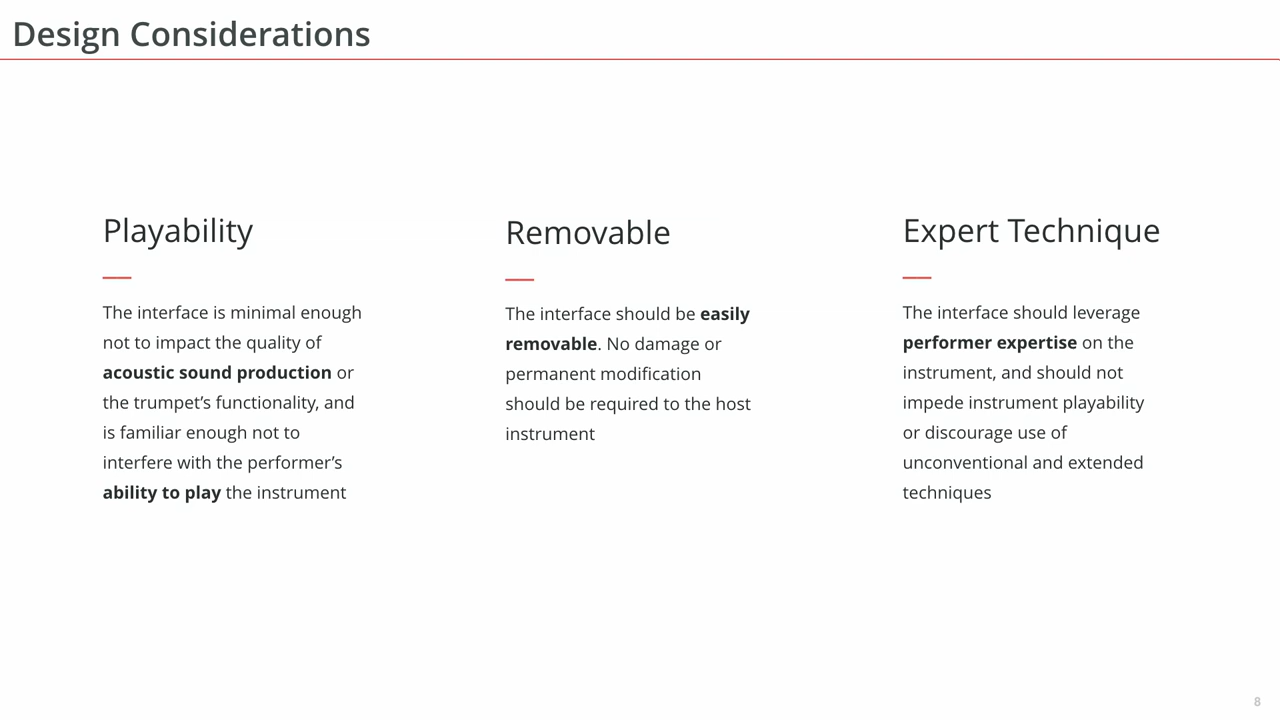 Design Considerations
Playability
The interface is minimal enough
not to impact the quality of
acoustic sound production or
the trumpet’s functionality, and
is familiar enough not to
interfere with the performer’s
ability to play the instrument
Removable
The interface should be easily
removable. No damage or
permanent modification
should be required to the host
instrument
Expert Technique
The interface should leverage
performer expertise on the
instrument, and should not
impede instrument playability
or discourage use of
unconventional and extended
techniques
8